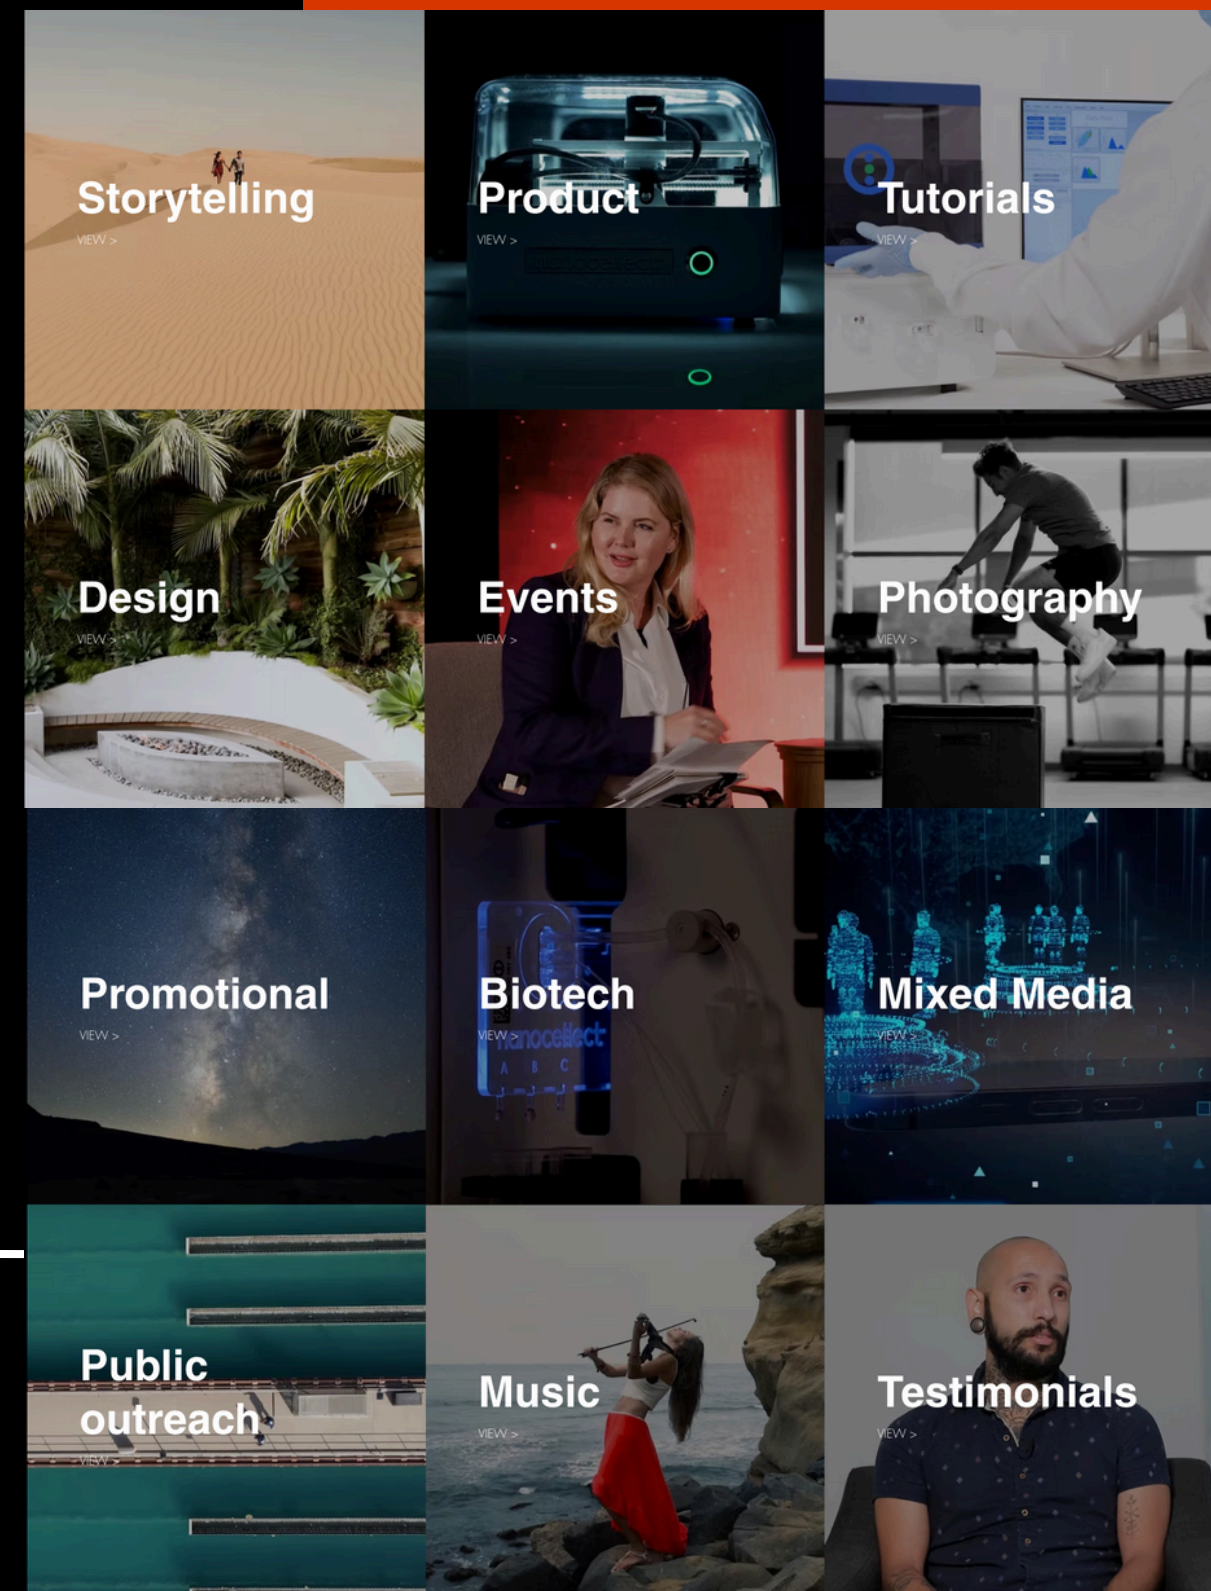 Storytelling
VIEW >
Product
VIEW >
Tutorials
VIEW >
Design
VIEW >
Events
VIEW >
Photography
VIEW >
Promotional
VIEW >
Biotech
VIEW >
nanocellect
A B C
Mixed Media
VIEW >
Public
outreach
VIEW >
Music
VIEW >
Testimonials
VIEW >